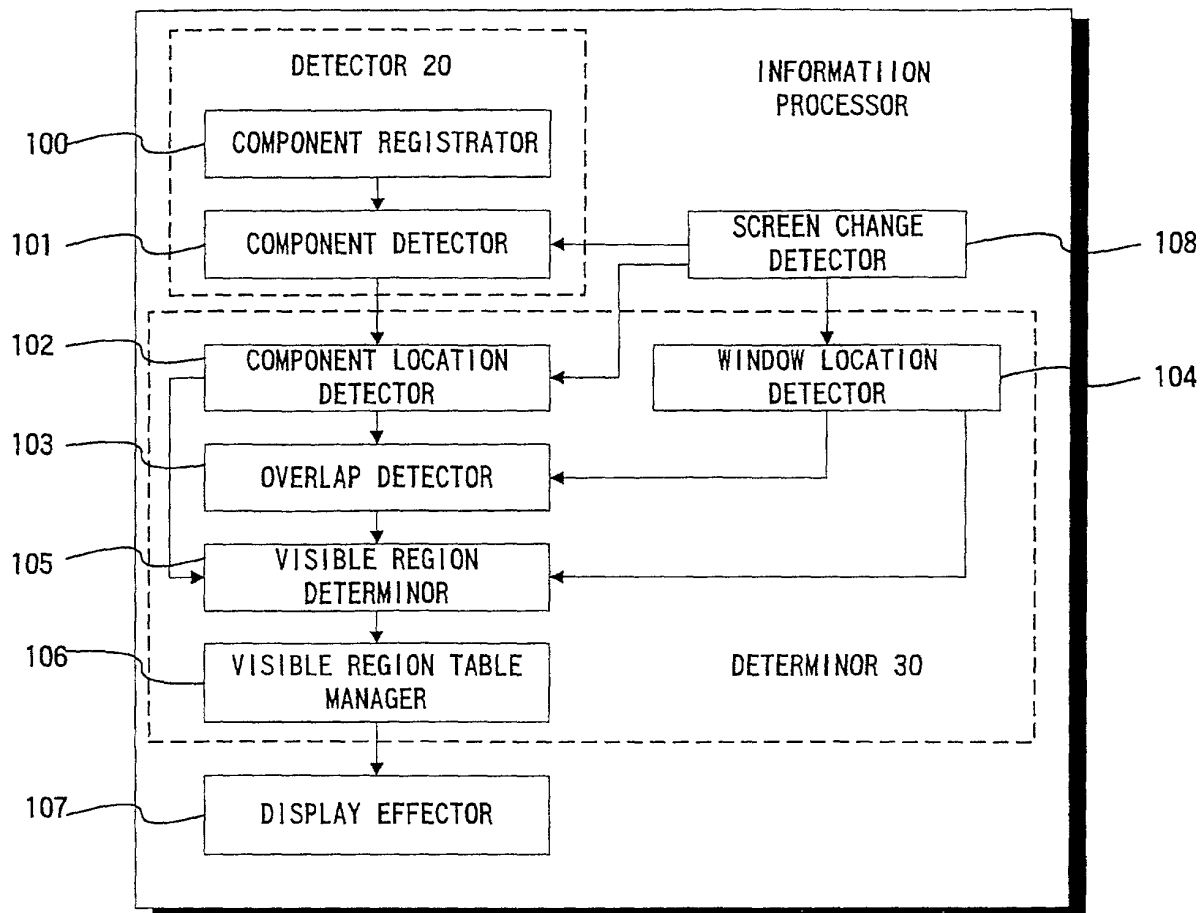 DETECTOR 20
INFORMATIION
PROCESSOR
100
COMPONENT REGISTRATOR
101
COMPONENT DETECTOR
SCREEN CHANGE
DETECTOR
108
102
COMPONENT LOCATION
DETECTOR
WINDOW LOCATION
DETECTOR
104
103
OVERLAP DETECTOR
105
VISIBLE REGION
DETERMINOR
106
VISIBLE REGION TABLE
MANAGER
DETERMINOR 30
107
DISPLAY EFFECTOR